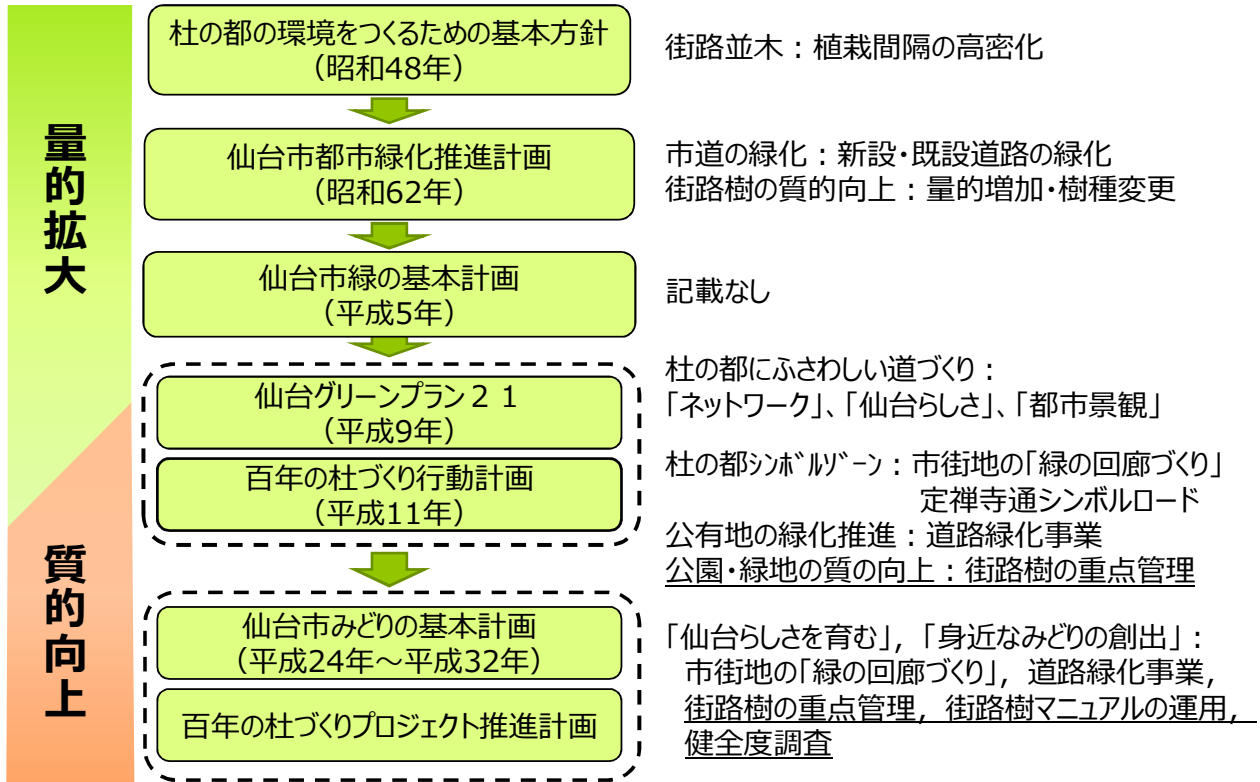 量的拡大
質的向上
杜の都の環境をつくるための基本方針
（昭和48年）
街路並木：植栽間隔の高密化
仙台市都市緑化推進計画
（昭和62年）
市道の緑化：新設・既設道路の緑化
街路樹の質的向上：量的増加・樹種変更
仙台市緑の基本計画
（平成5年）
記載なし
仙台グリーンプラン２１
（平成9年）
杜の都にふさわしい道づくり：
「ネットワーク」、「仙台らしさ」、「都市景観」
百年の杜づくり行動計画
（平成11年）
杜の都ｼﾝﾎﾞﾙｿﾞｰﾝ：市街地の「緑の回廊づくり」
定禅寺通シンボルロード
公有地の緑化推進：道路緑化事業
公園・緑地の質の向上：街路樹の重点管理
仙台市みどりの基本計画
（平成24年～平成32年）
百年の杜づくりプロジェクト推進計画
「仙台らしさを育む」，「身近なみどりの創出」：
市街地の「緑の回廊づくり」，道路緑化事業，
街路樹の重点管理，街路樹マニュアルの運用，
健全度調査